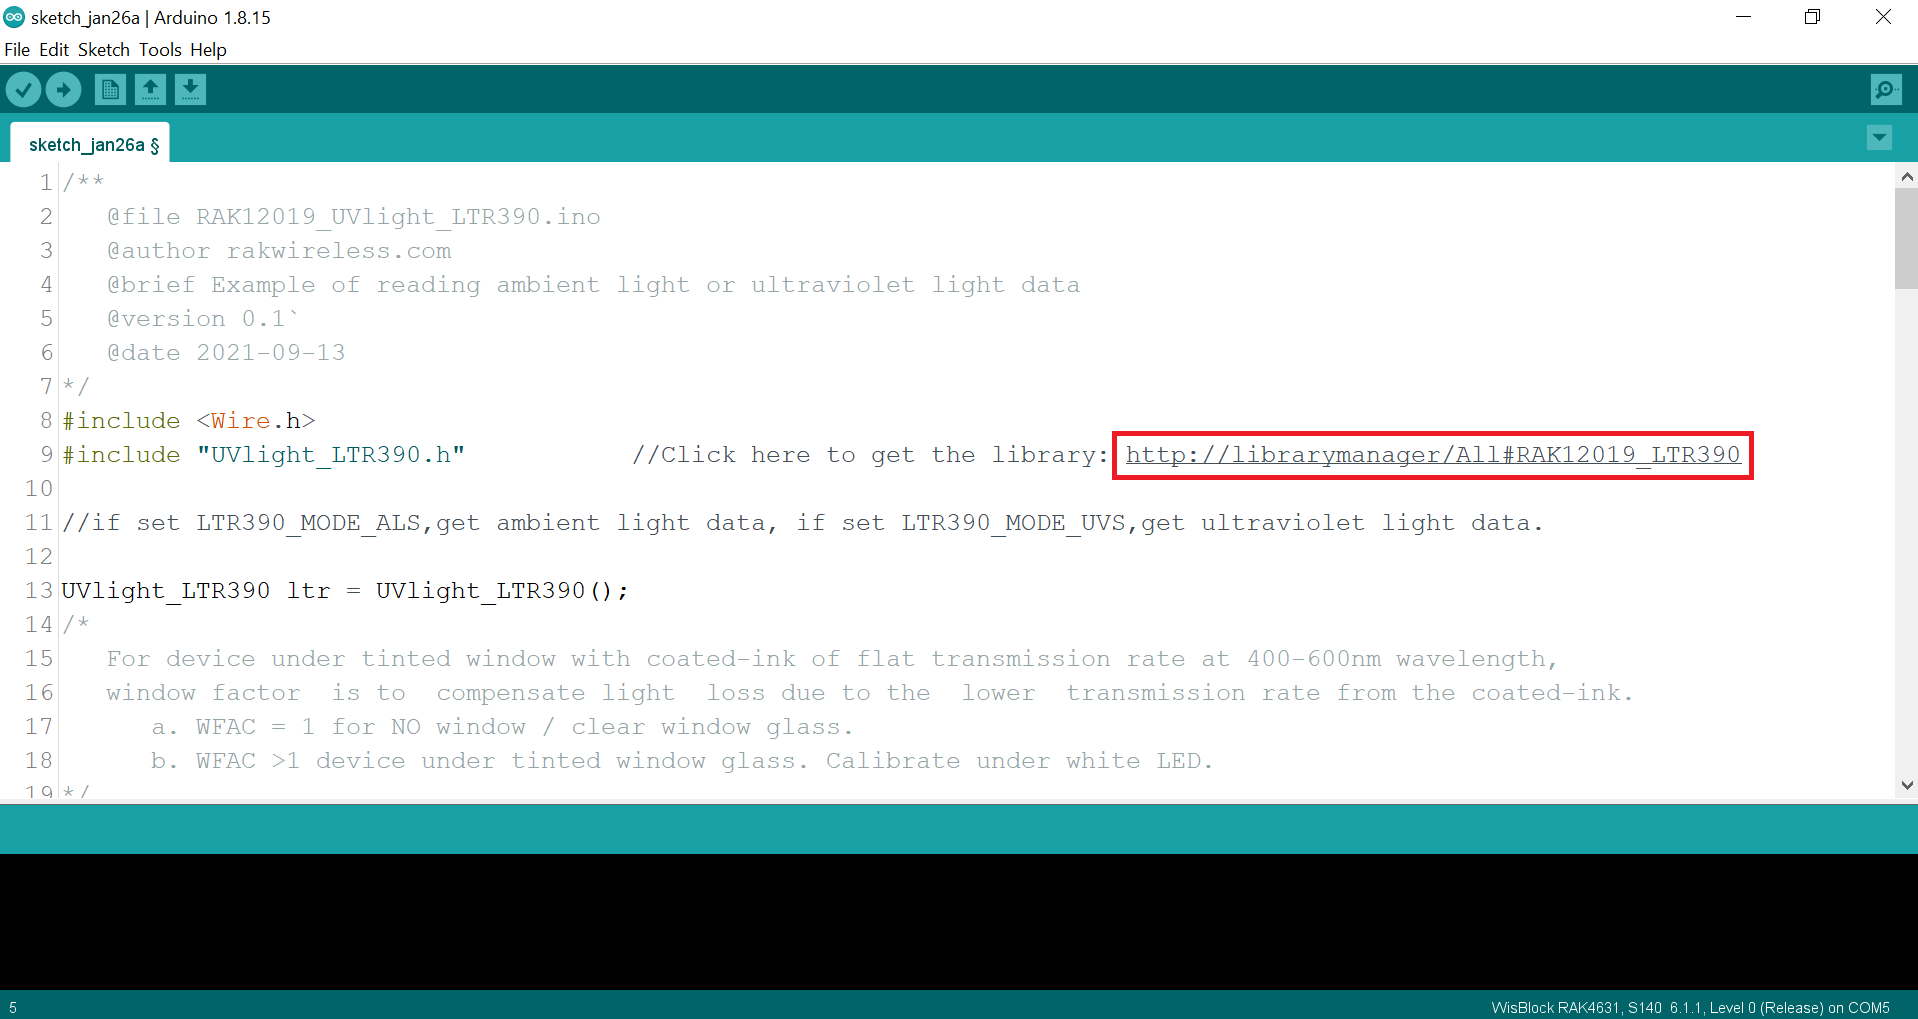 sketch_jan26a | Arduino 1.8.15
File Edit Sketch Tools Help
sketch_jan26a §
1 /**
2 @file RAK12019_UVlight_LTR390.ino
3 @author rakwireless.com
4 @brief Example of reading ambient light or ultraviolet light data
5 @version 0.1`
6 @date 2021-09-13
7 */
8 #include <Wire.h>
9 #include "UVlight_LTR390.h" //Click here to get the library: http://librarymanager/All#RAK12019_LTR390
10
11 //if set LTR390_MODE_ALS,get ambient light data, if set LTR390_MODE_UVS,get ultraviolet light data.
12
13 UVlight_LTR390 ltr = UVlight_LTR390();
14 /*
15 For device under tinted window with coated-ink of flat transmission rate at 400-600nm wavelength,
16 window factor is to compensate light loss due to the lower transmission rate from the coated-ink.
17 a. WFAC = 1 for NO window / clear window glass.
18 b. WFAC >1 device under tinted window glass. Calibrate under white LED.
19 */
5 WisBlock RAK4631, S140 6.1.1, Level 0 (Release) on COM5